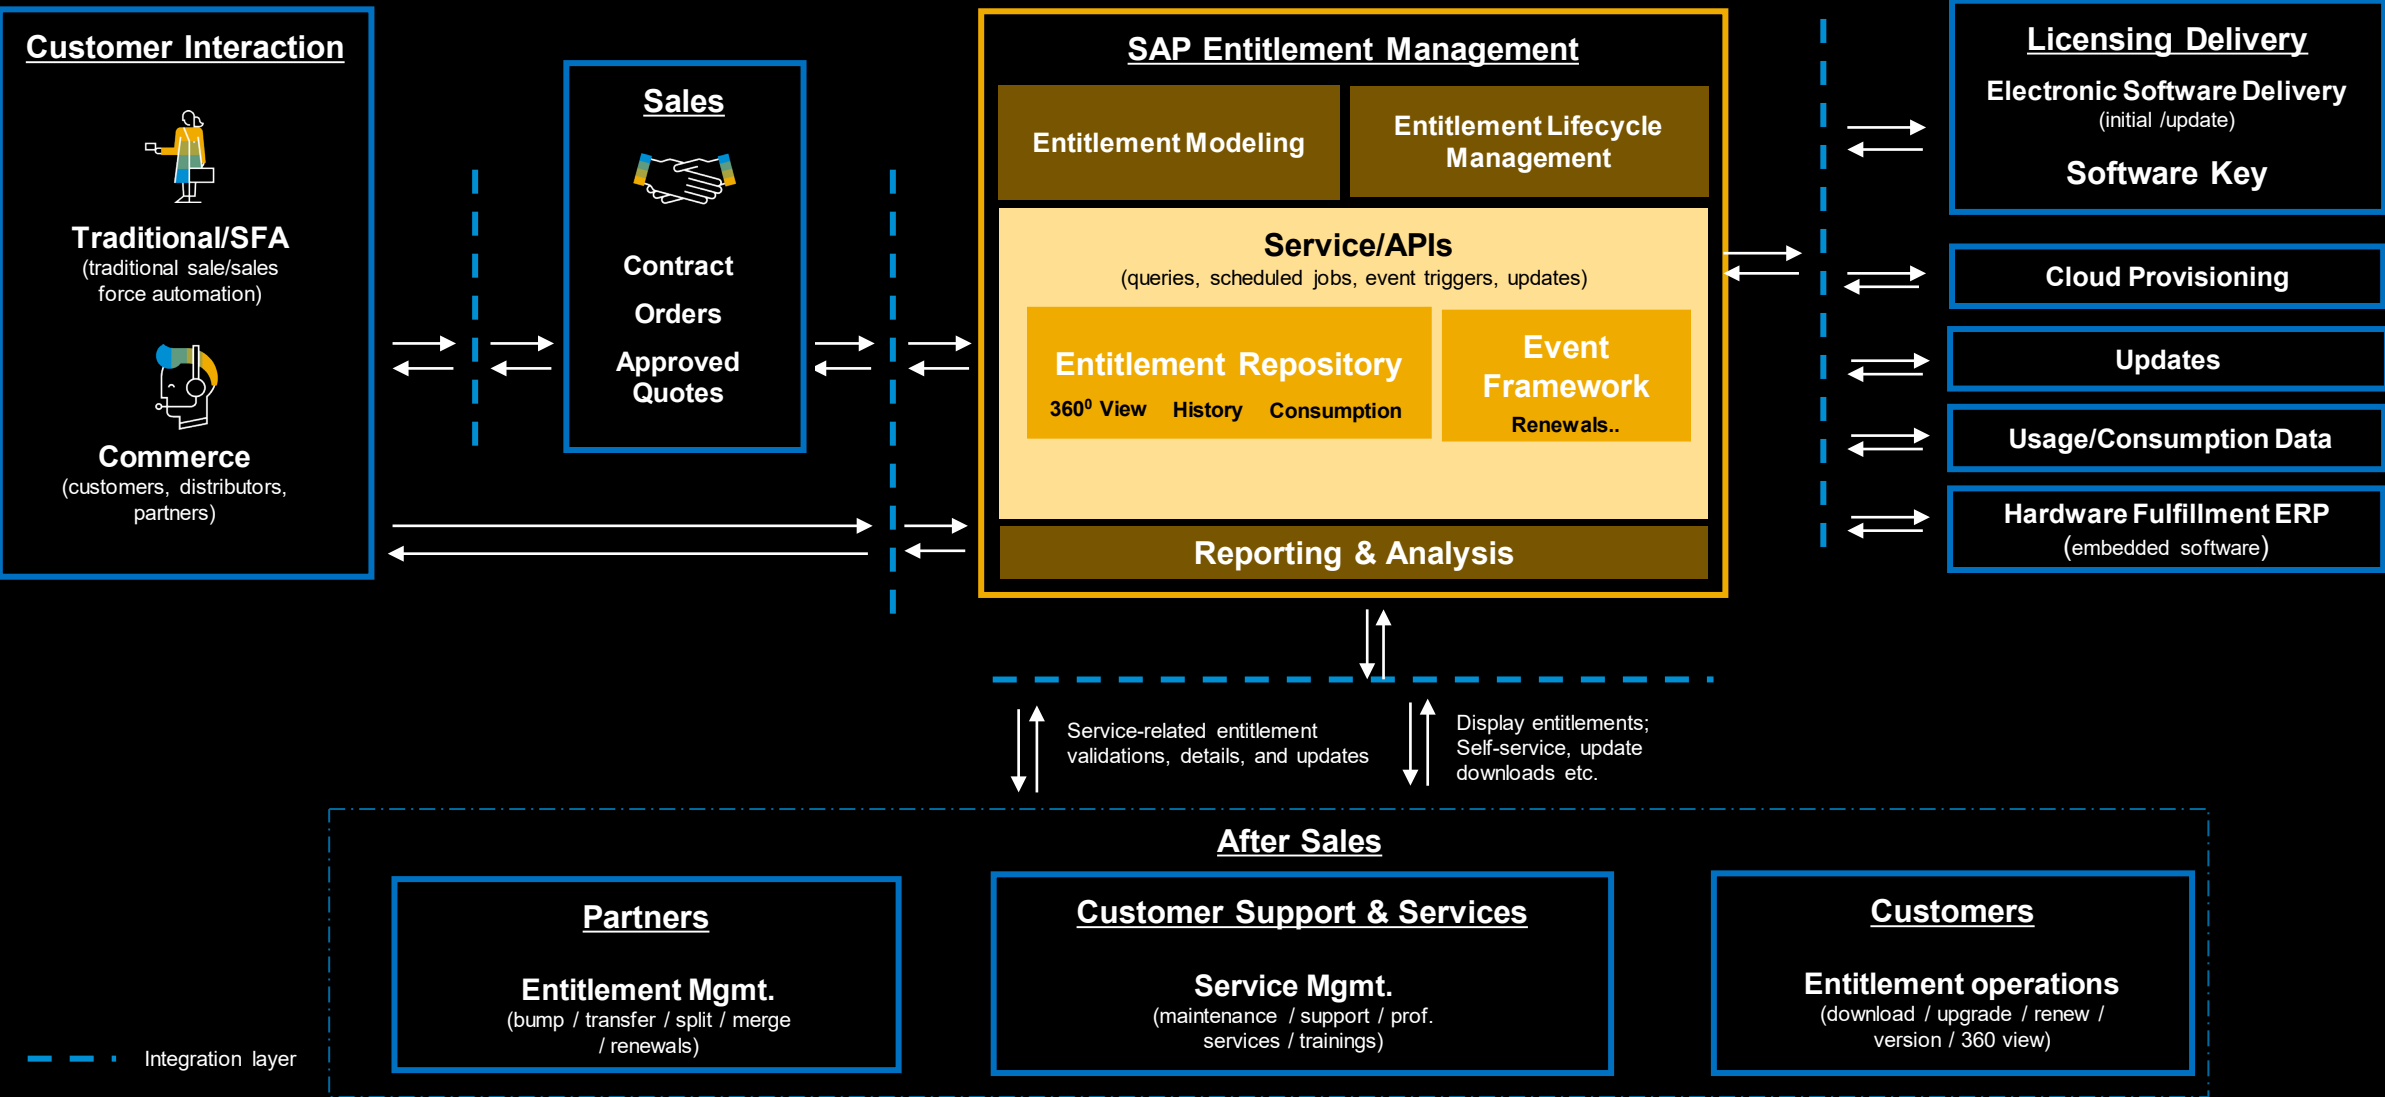 Customer Interaction
Traditional/SFA
(traditional sale/sales
force automation)
Commerce
(customers, distributors,
partners)
Sales
Contract
Orders
Approved
Quotes
SAP Entitlement Management
Entitlement Modeling
Entitlement Lifecycle
Management
Service/APIs
(queries, scheduled jobs, event triggers, updates)
Entitlement Repository
360⁰ View History Consumption
Event
Framework
Renewals..
Reporting & Analysis
Licensing Delivery
Electronic Software Delivery
(initial /update)
Software Key
Cloud Provisioning
Updates
Usage/Consumption Data
Hardware Fulfillment ERP
(embedded software)
Service-related entitlement
validations, details, and updates
Display entitlements;
Self-service, update
downloads etc.
After Sales
Partners
Entitlement Mgmt.
(bump / transfer / split / merge
/ renewals)
Customer Support & Services
Service Mgmt.
(maintenance / support / prof.
services / trainings)
Customers
Entitlement operations
(download / upgrade / renew /
version / 360 view)
Integration layer